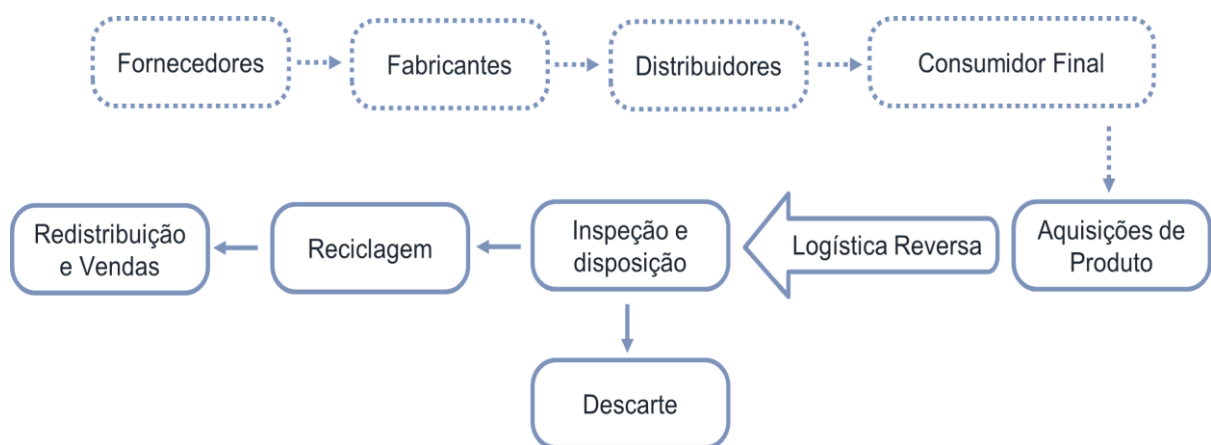 Fornecedores
Fabricantes
Distribuidores
Consumidor Final
Redistribuição
e Vendas
Reciclagem
Inspeção e
disposição
Logística Reversa
Aquisições de
Produto
Descarte